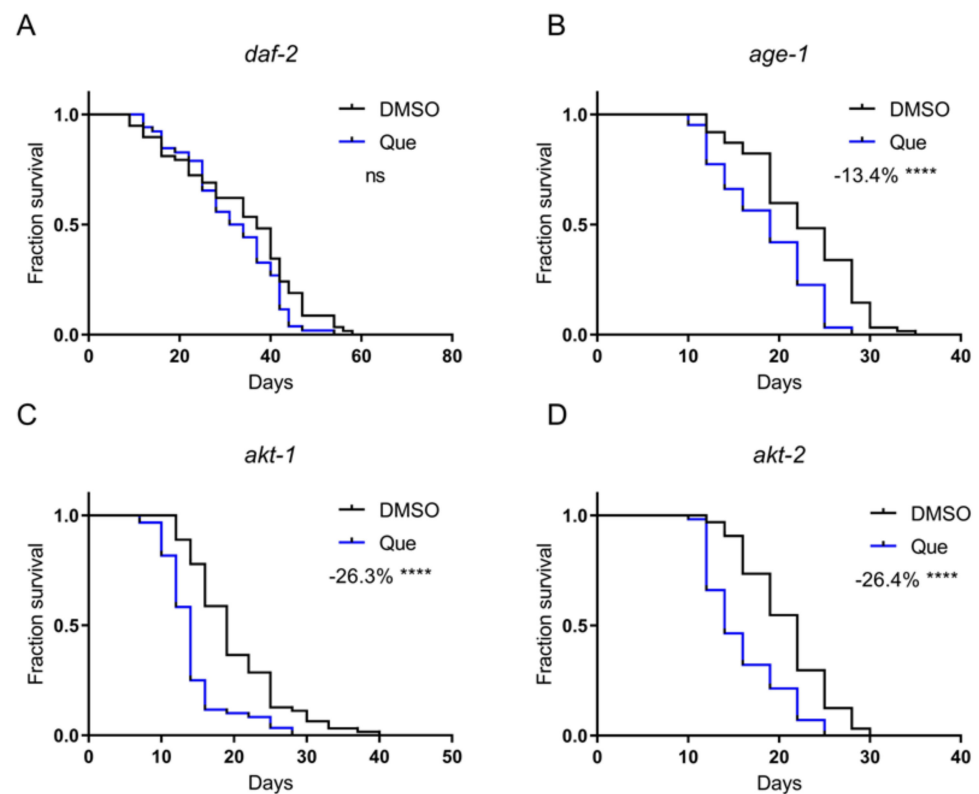 A
daf-2
DMSO
Que
ns
1.0
0.5
0.0
Fraction survival
0 20 40 60 80
Days
B
age-1
DMSO
Que
-13.4% ****
1.0
0.5
0.0
Fraction survival
0 10 20 30 40
Days
C
akt-1
DMSO
Que
-26.3% ****
1.0
0.5
0.0
Fraction survival
0 10 20 30 40 50
Days
D
akt-2
DMSO
Que
-26.4% ****
1.0
0.5
0.0
Fraction survival
0 10 20 30 40
Days